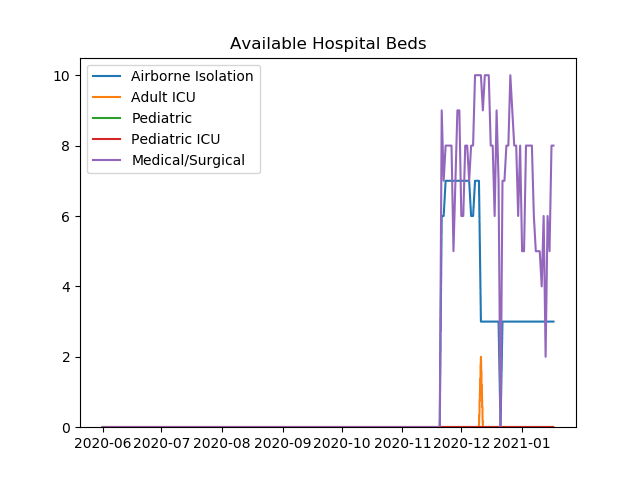 Available Hospital Beds
Airborne Isolation
Adult ICU
Pediatric
Pediatric ICU
Medical/Surgical
10
8
6
4
2
0
2020-06 2020-07 2020-08 2020-09 2020-10 2020-11 2020-12 2021-01